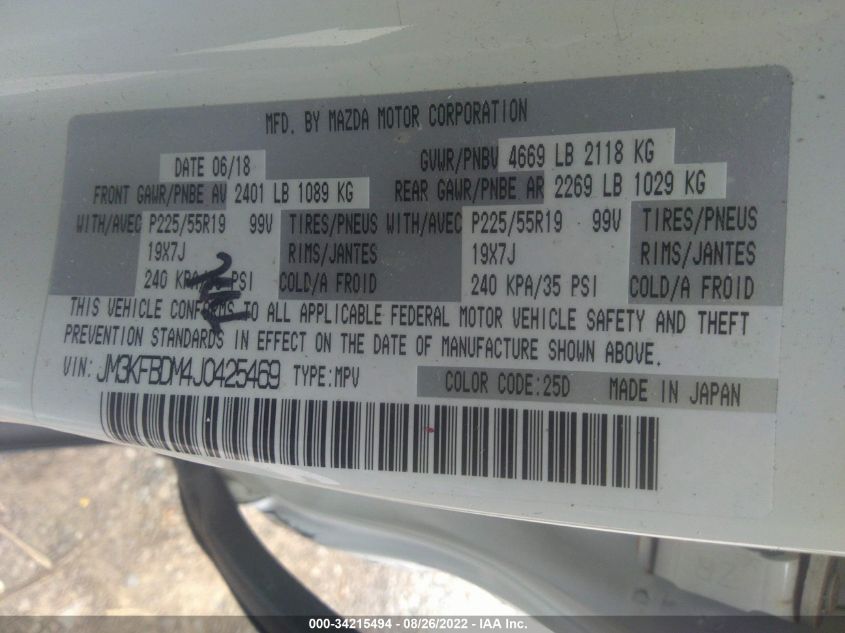 MFD. BY MAZDA MOTOR CORPORATION
DATE 06/18 GVWR/PNBV 4669 LB 2118 KG
FRONT GAWR/PNBE AV 2401 LB 1089 KG REAR GAWR/PNBE AR 2269 LB 1029 KG
WITH/AVEC P225/55R19 99V TIRES/PNEUS WITH/AVEC P225/55R19 99V TIRES/PNEUS
19X7J RIMS/JANTES 19X7J RIMS/JANTES
240 KPA/35 PSI COLD/A FROID 240 KPA/35 PSI COLD/A FROID
THIS VEHICLE CONFORMS TO ALL APPLICABLE FEDERAL MOTOR VEHICLE SAFETY AND THEFT
PREVENTION STANDARDS IN EFFECT ON THE DATE OF MANUFACTURE SHOWN ABOVE.
VIN: JM3KFBDM4J0425469 TYPE:MPV COLOR CODE:25D MADE IN JAPAN
000-34215494 - 08/26/2022 - IAA Inc.